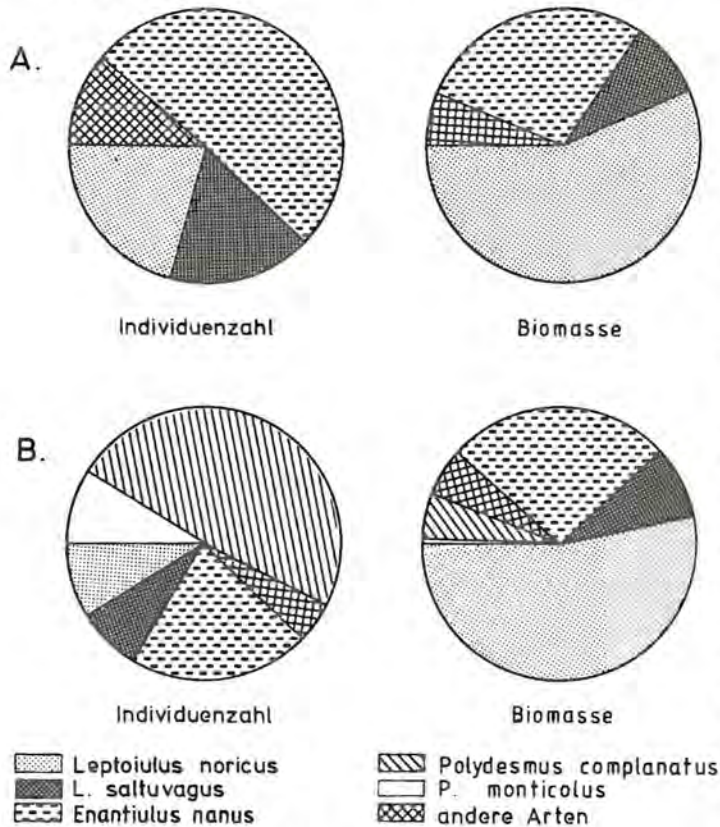 A.
Individuenzahl Biomasse
B.
Individuenzahl Biomasse
Leptoiulus noricus
L. saltuvagus
Enantiulus nanus
Polydesmus complanatus
P. monticolus
andere Arten